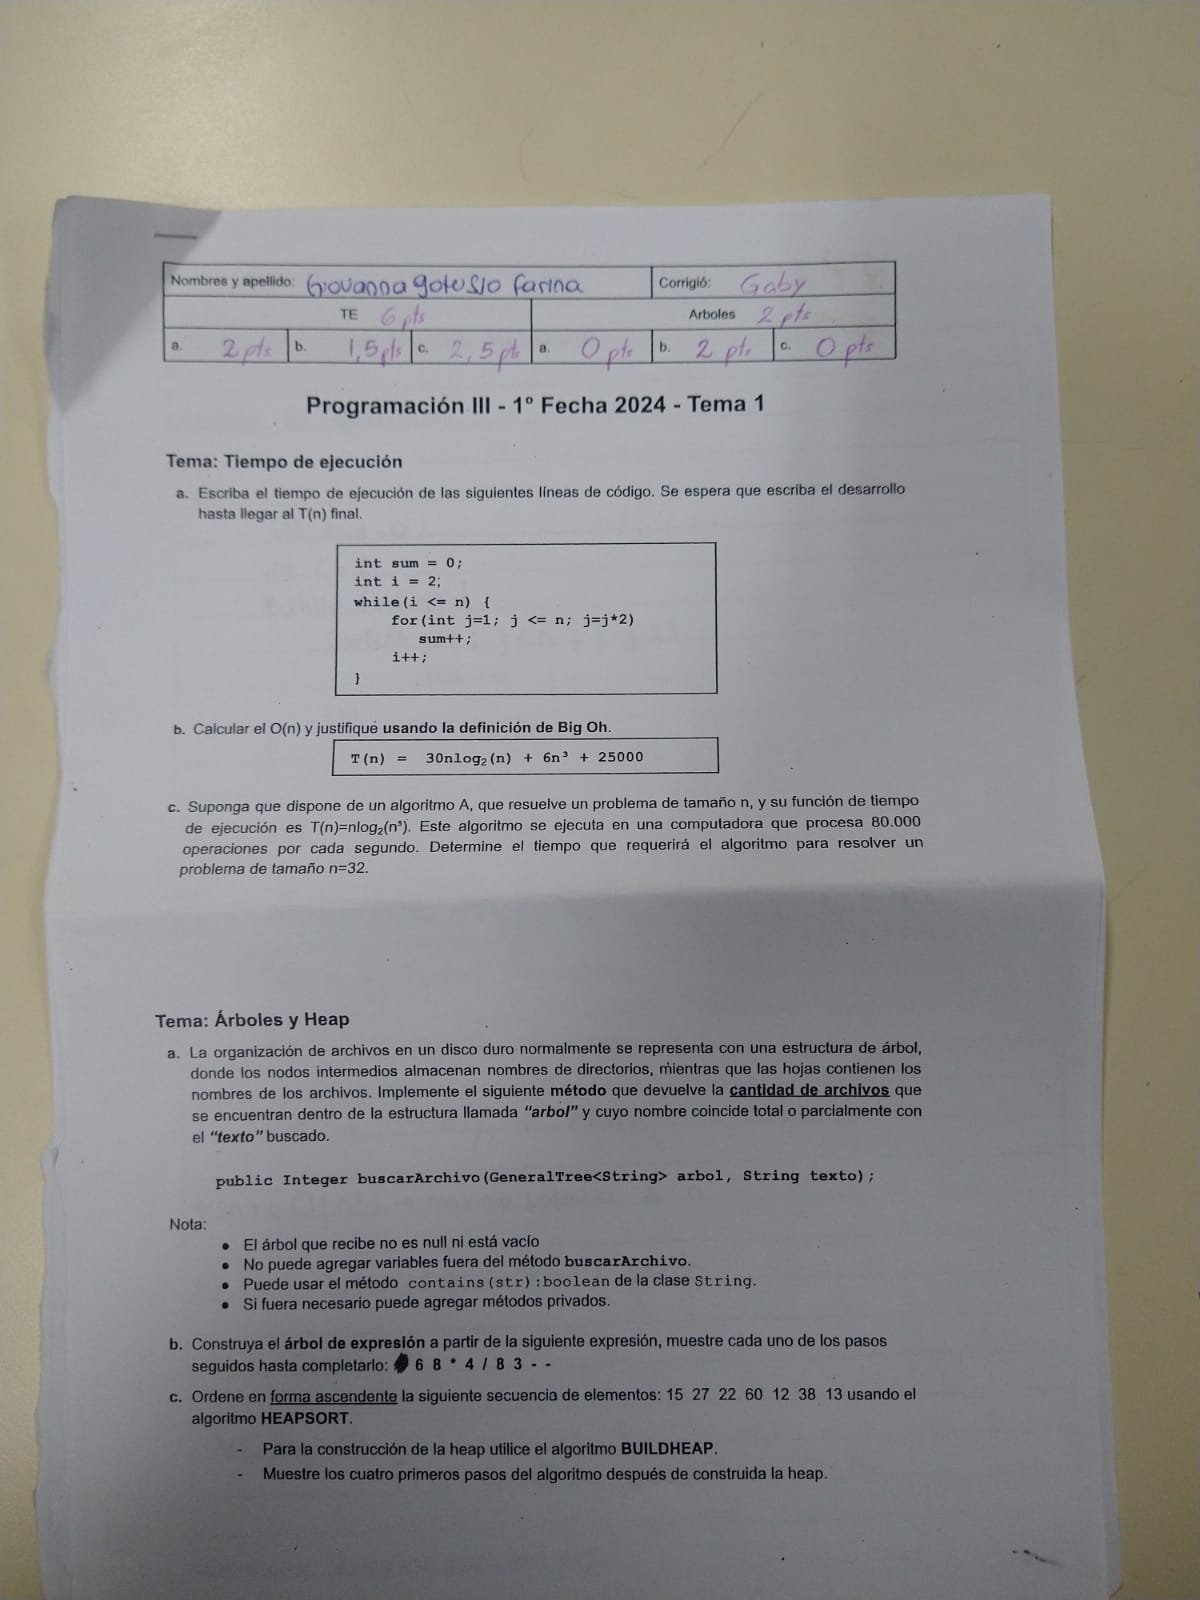 Nombres y apellido: Giovanna gotusso farina Corrigió: Gaby
TE 6 pts Arboles 2 pts
a. 2 pts b. 1,5 pts c. 2,5 pts a. 0 pts b. 2 pts c. 0 pts
Programación III - 1° Fecha 2024 - Tema 1
Tema: Tiempo de ejecución
a. Escriba el tiempo de ejecución de las siguientes líneas de código. Se espera que escriba el desarrollo
hasta llegar al T(n) final.
int sum = 0;
int i = 2;
while(i <= n) {
for(int j=1; j <= n; j=j*2)
sum++;
i++;
}
b. Calcular el O(n) y justifique usando la definición de Big Oh.
T(n) = 30nlog₂(n) + 6n³ + 25000
c. Suponga que dispone de un algoritmo A, que resuelve un problema de tamaño n, y su función de tiempo
de ejecución es T(n)=nlog₂(n⁵). Este algoritmo se ejecuta en una computadora que procesa 80.000
operaciones por cada segundo. Determine el tiempo que requerirá el algoritmo para resolver un
problema de tamaño n=32.
Tema: Árboles y Heap
a. La organización de archivos en un disco duro normalmente se representa con una estructura de árbol,
donde los nodos intermedios almacenan nombres de directorios, mientras que las hojas contienen los
nombres de los archivos. Implemente el siguiente método que devuelve la cantidad de archivos que
se encuentran dentro de la estructura llamada "arbol" y cuyo nombre coincide total o parcialmente con
el "texto" buscado.
public Integer buscarArchivo(GeneralTree<String> arbol, String texto);
Nota:
● El árbol que recibe no es null ni está vacío
● No puede agregar variables fuera del método buscarArchivo.
● Puede usar el método contains(str):boolean de la clase String.
● Si fuera necesario puede agregar métodos privados.
b. Construya el árbol de expresión a partir de la siguiente expresión, muestre cada uno de los pasos
seguidos hasta completarlo: 6 8 * 4 / 8 3 - -
c. Ordene en forma ascendente la siguiente secuencia de elementos: 15 27 22 60 12 38 13 usando el
algoritmo HEAPSORT.
- Para la construcción de la heap utilice el algoritmo BUILDHEAP.
- Muestre los cuatro primeros pasos del algoritmo después de construida la heap.